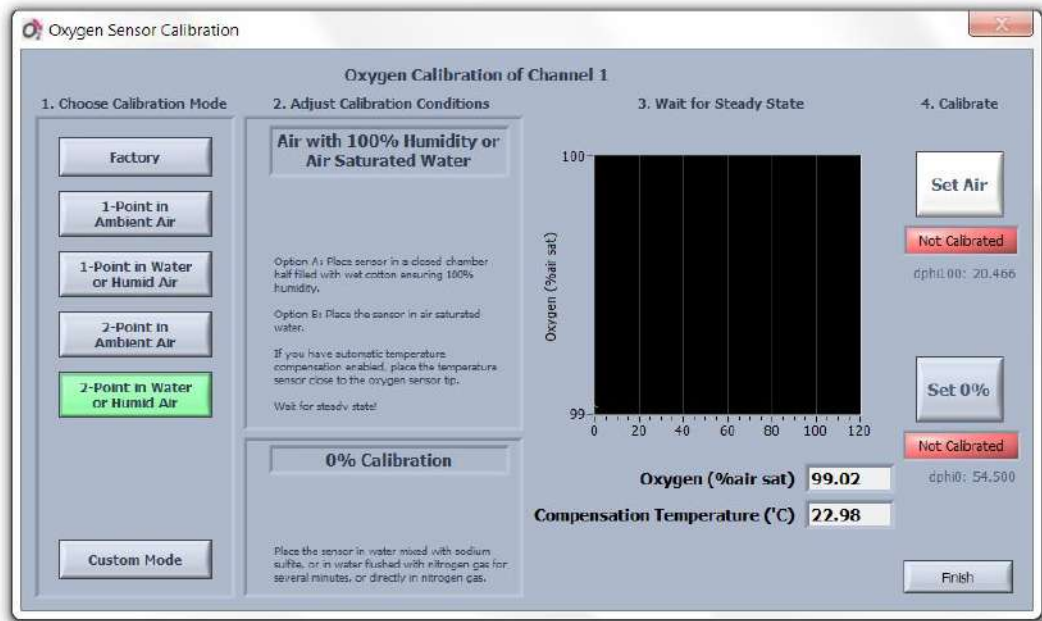 Oxygen Sensor Calibration
Oxygen Calibration of Channel 1
1. Choose Calibration Mode
2. Adjust Calibration Conditions
3. Wait for Steady State
4. Calibrate
Factory
1-Point in
Ambient Air
1-Point in Water
or Humid Air
2-Point in
Ambient Air
2-Point in Water
or Humid Air
Custom Mode
Air with 100% Humidity or
Air Saturated Water
Option A: Place sensor in a closed chamber
half filled with wet cotton ensuring 100%
humidity.
Option B: Place the sensor in air saturated
water.
If you have automatic temperature
compensation enabled, place the temperature
sensor close to the oxygen sensor tip.
Wait for steady state!
0% Calibration
Place the sensor in water mixed with sodium
sulfite, or in water flushed with nitrogen gas for
several minutes, or directly in nitrogen gas.
Oxygen (%air sat)
100
99
0 20 40 60 80 100 120
Oxygen (%air sat) 99.02
Compensation Temperature (°C) 22.98
Set Air
Not Calibrated
dphi100: 20.466
Set 0%
Not Calibrated
dphi0: 54.500
Finish